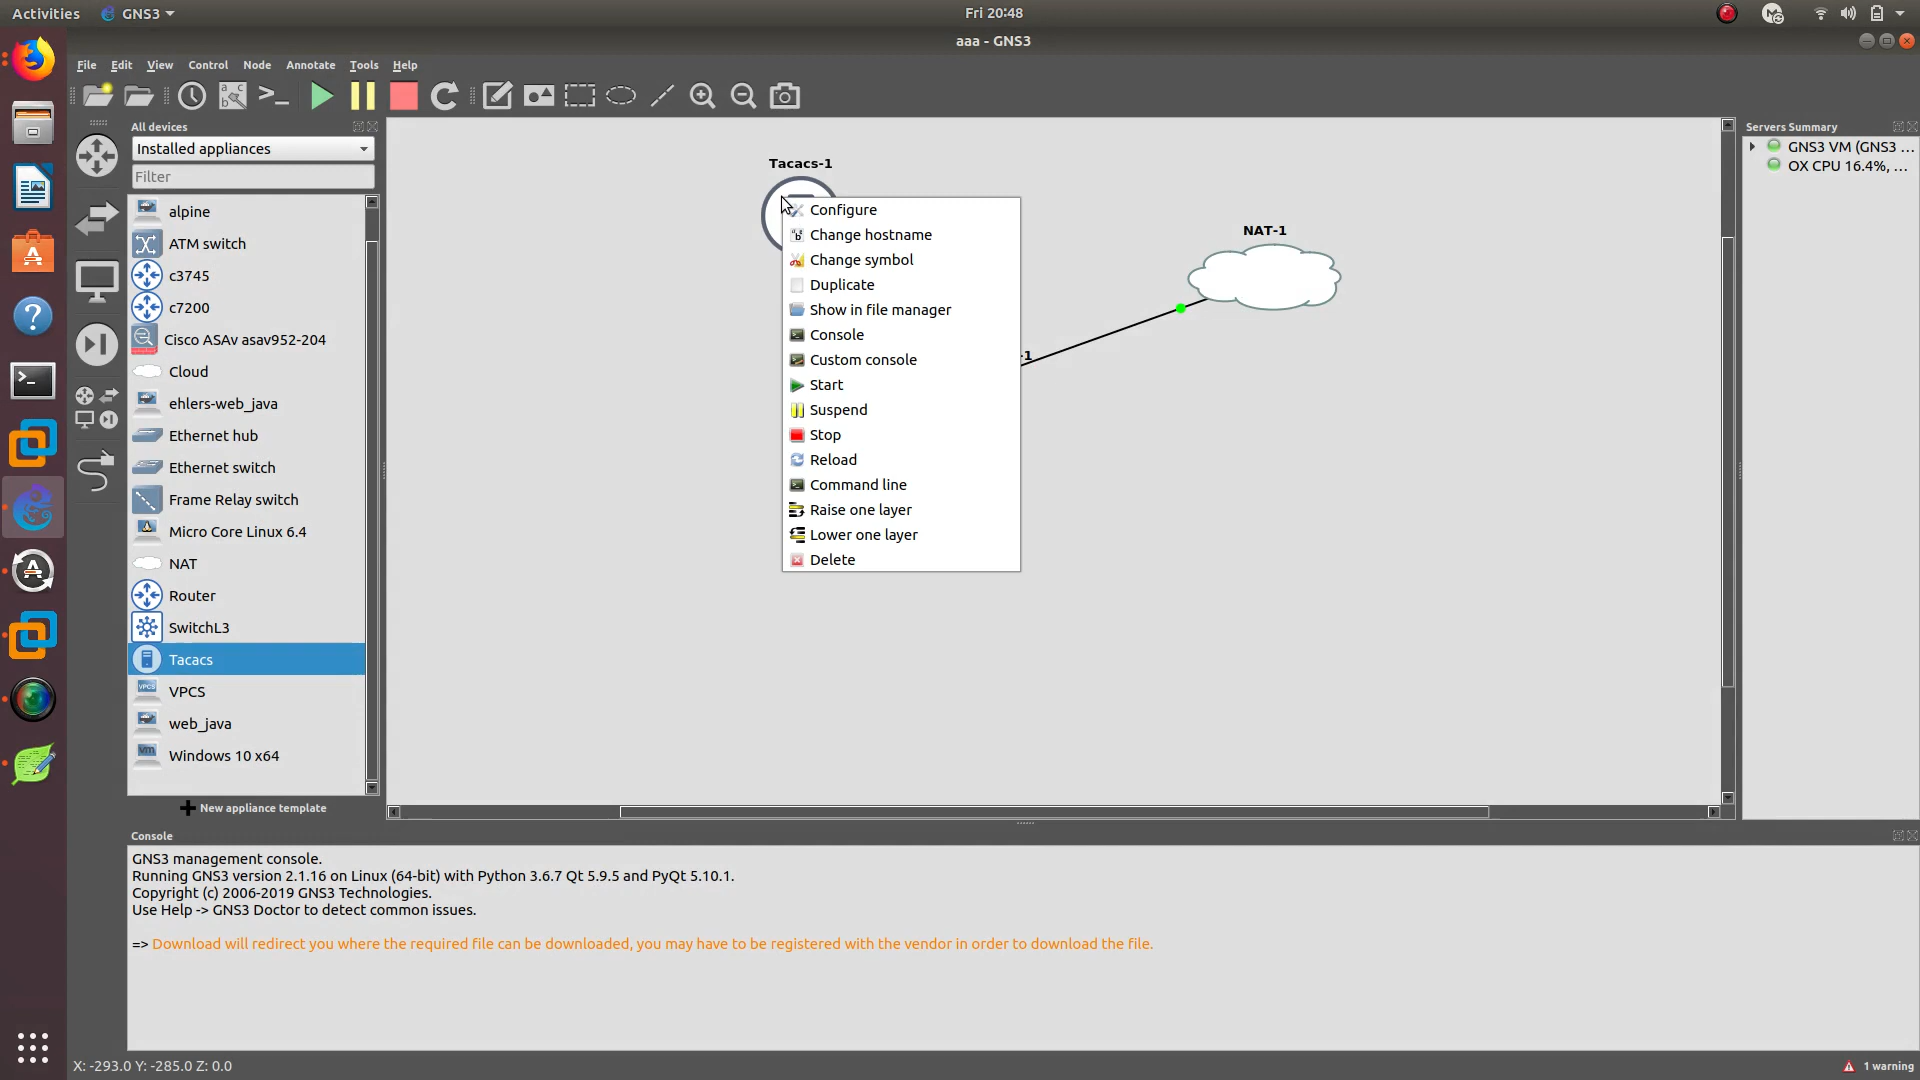 Activities GNS3 Fri 20:48
aaa - GNS3
File Edit View Control Node Annotate Tools Help
All devices
Installed appliances
Filter
alpine
ATM switch
c3745
c7200
Cisco ASAv asav952-204
Cloud
ehlers-web_java
Ethernet hub
Ethernet switch
Frame Relay switch
Micro Core Linux 6.4
NAT
Router
SwitchL3
Tacacs
VPCS
web_java
Windows 10 x64
New appliance template
Tacacs-1
Configure
Change hostname
Change symbol
Duplicate
Show in file manager
Console
Custom console
Start
Suspend
Stop
Reload
Command line
Raise one layer
Lower one layer
Delete
-1
NAT-1
Servers Summary
GNS3 VM (GNS3 ...
OX CPU 16.4%, ...
Console
GNS3 management console.
Running GNS3 version 2.1.16 on Linux (64-bit) with Python 3.6.7 Qt 5.9.5 and PyQt 5.10.1.
Copyright (c) 2006-2019 GNS3 Technologies.
Use Help -> GNS3 Doctor to detect common issues.
=> Download will redirect you where the required file can be downloaded, you may have to be registered with the vendor in order to download the file.
X: -293.0 Y: -285.0 Z: 0.0
1 warning